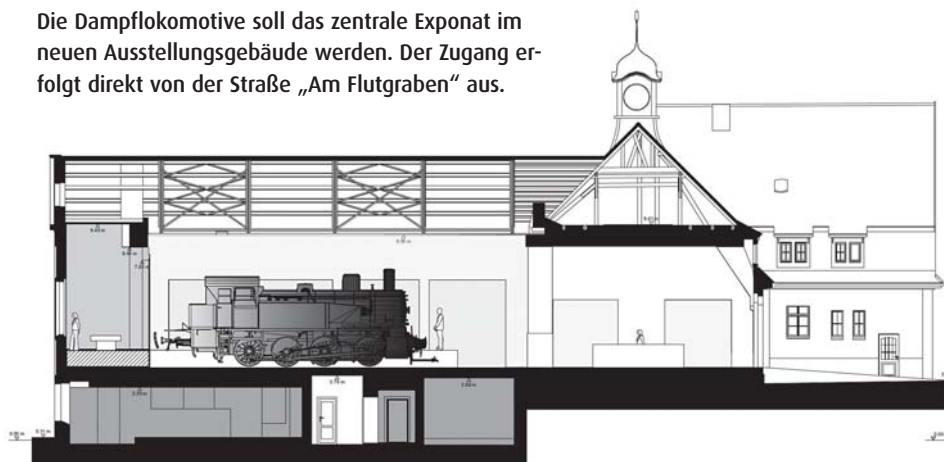 Die Dampflokomotive soll das zentrale Exponat im
neuen Ausstellungsgebäude werden. Der Zugang er-
folgt direkt von der Straße „Am Flutgraben“ aus.